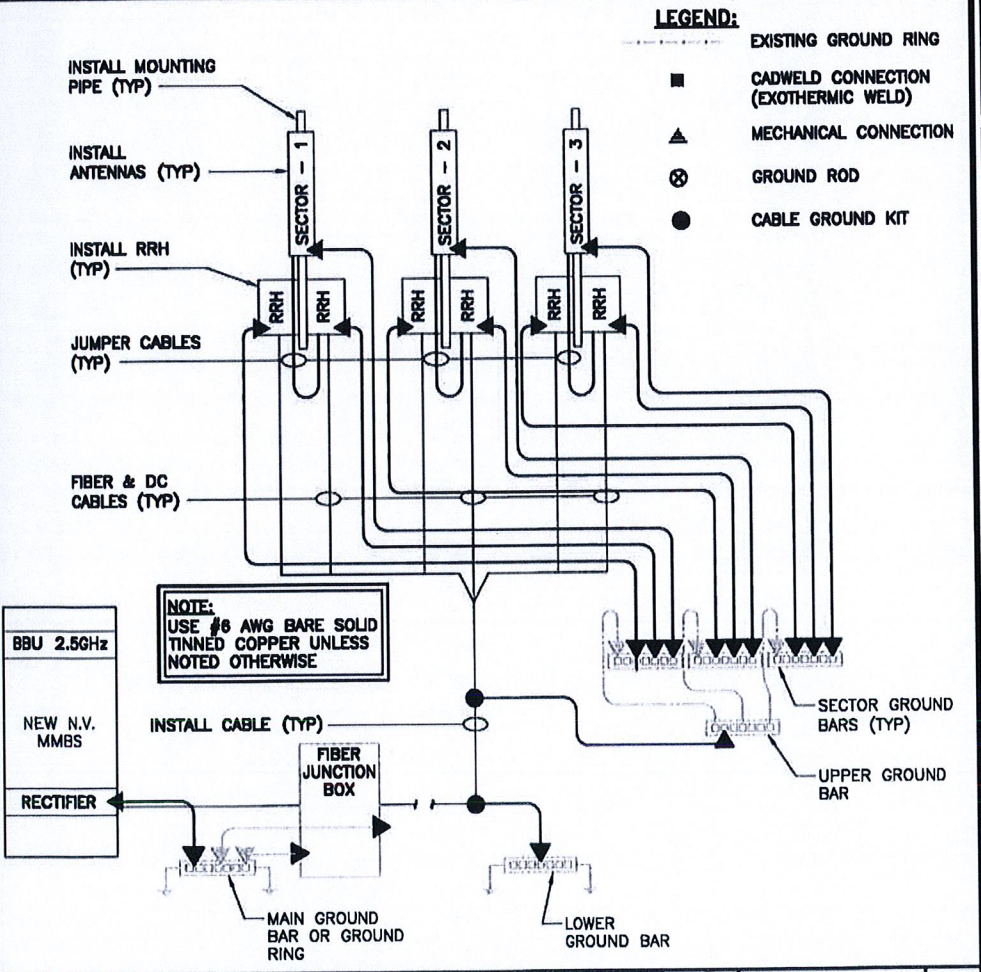 LEGEND:
EXISTING GROUND RING
CADWELD CONNECTION
(EXOTHERMIC WELD)
MECHANICAL CONNECTION
GROUND ROD
CABLE GROUND KIT
INSTALL MOUNTING
PIPE (TYP)
INSTALL
ANTENNAS (TYP)
INSTALL RRH
(TYP)
JUMPER CABLES
(TYP)
FIBER & DC
CABLES (TYP)
SECTOR - 1
SECTOR - 2
SECTOR - 3
RRH
RRH
RRH
RRH
RRH
RRH
NOTE:
USE #6 AWG BARE SOLID
TINNED COPPER UNLESS
NOTED OTHERWISE
BBU 2.5GHz
NEW N.V.
MMBS
RECTIFIER
INSTALL CABLE (TYP)
FIBER
JUNCTION
BOX
SECTOR GROUND
BARS (TYP)
UPPER GROUND
BAR
MAIN GROUND
BAR OR GROUND
RING
LOWER
GROUND BAR